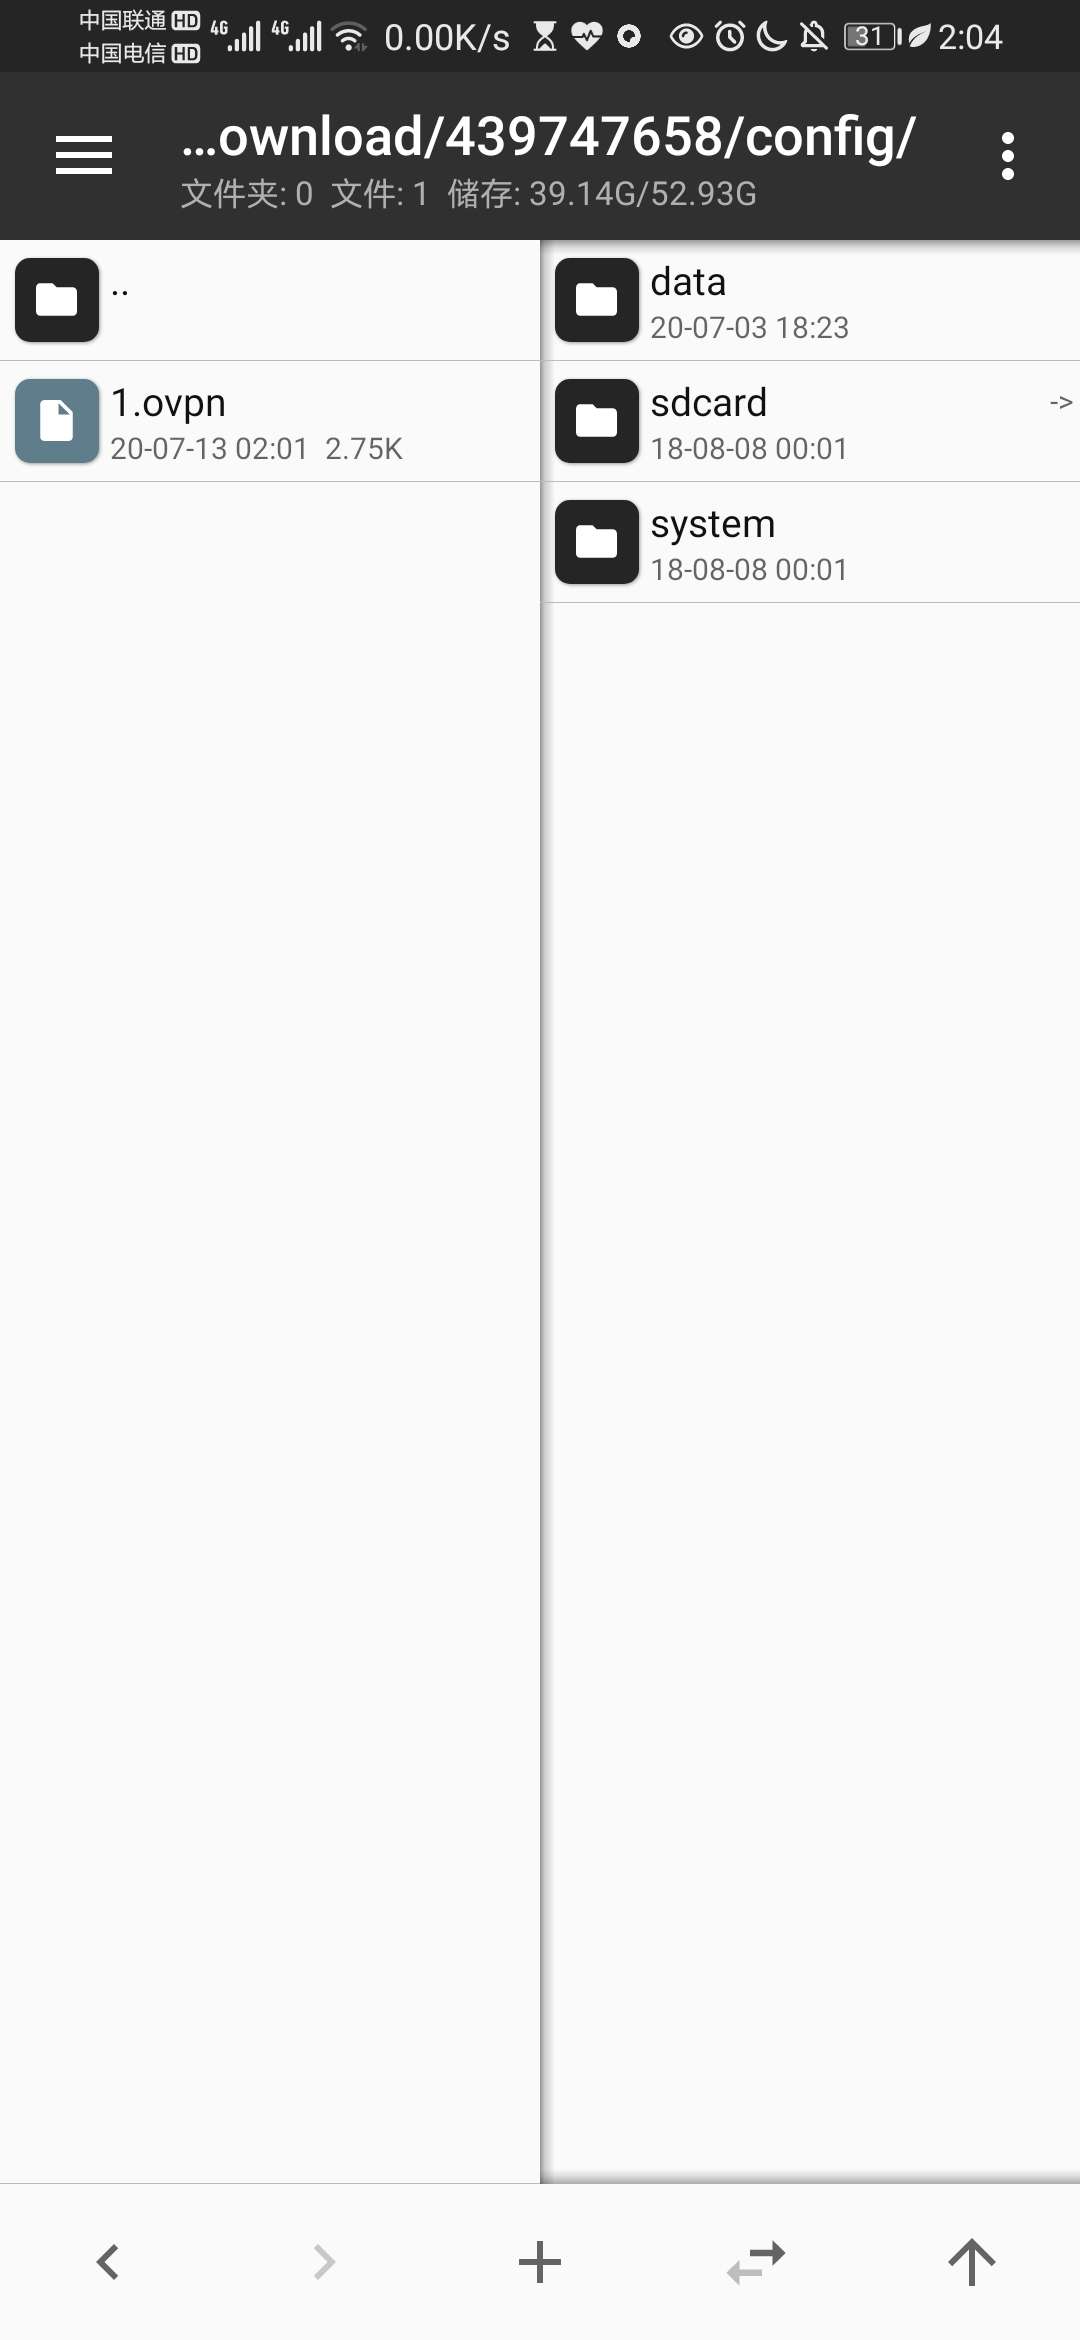 中国联通 HD 4G 4G 0.00K/s 31 2:04
中国电信 HD
...ownload/439747658/config/
文件夹: 0 文件: 1 储存: 39.14G/52.93G
..
1.ovpn
20-07-13 02:01 2.75K
data
20-07-03 18:23
sdcard ->
18-08-08 00:01
system
18-08-08 00:01